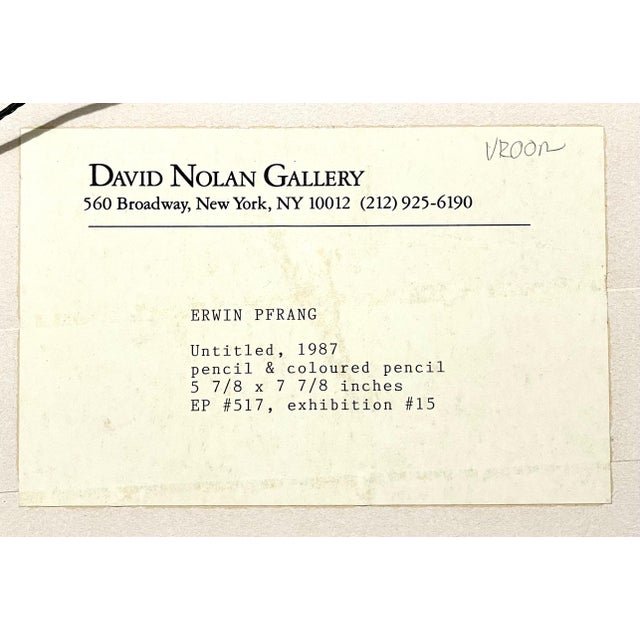 VROOM
DAVID NOLAN GALLERY
560 Broadway, New York, NY 10012 (212) 925-6190
ERWIN PFRANG
Untitled, 1987
pencil & coloured pencil
5 7/8 x 7 7/8 inches
EP #517, exhibition #15